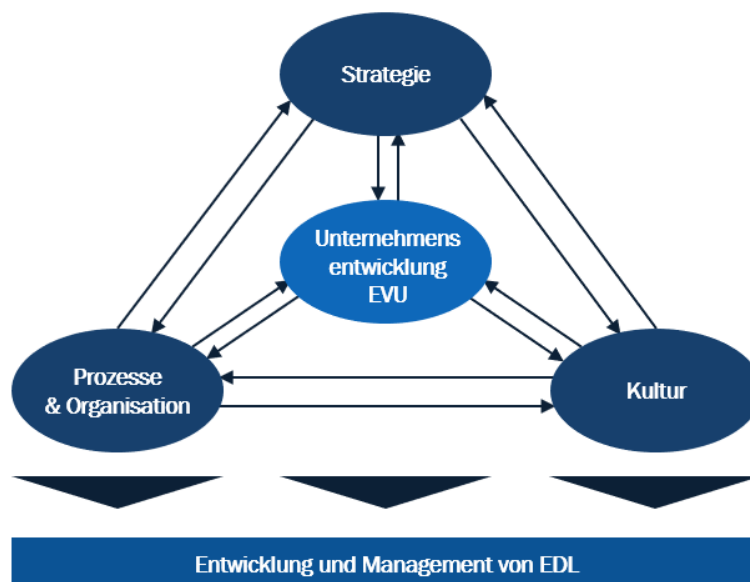 Strategie
Unternehmens
entwicklung
EVU
Prozesse
& Organisation
Kultur
Entwicklung und Management von EDL